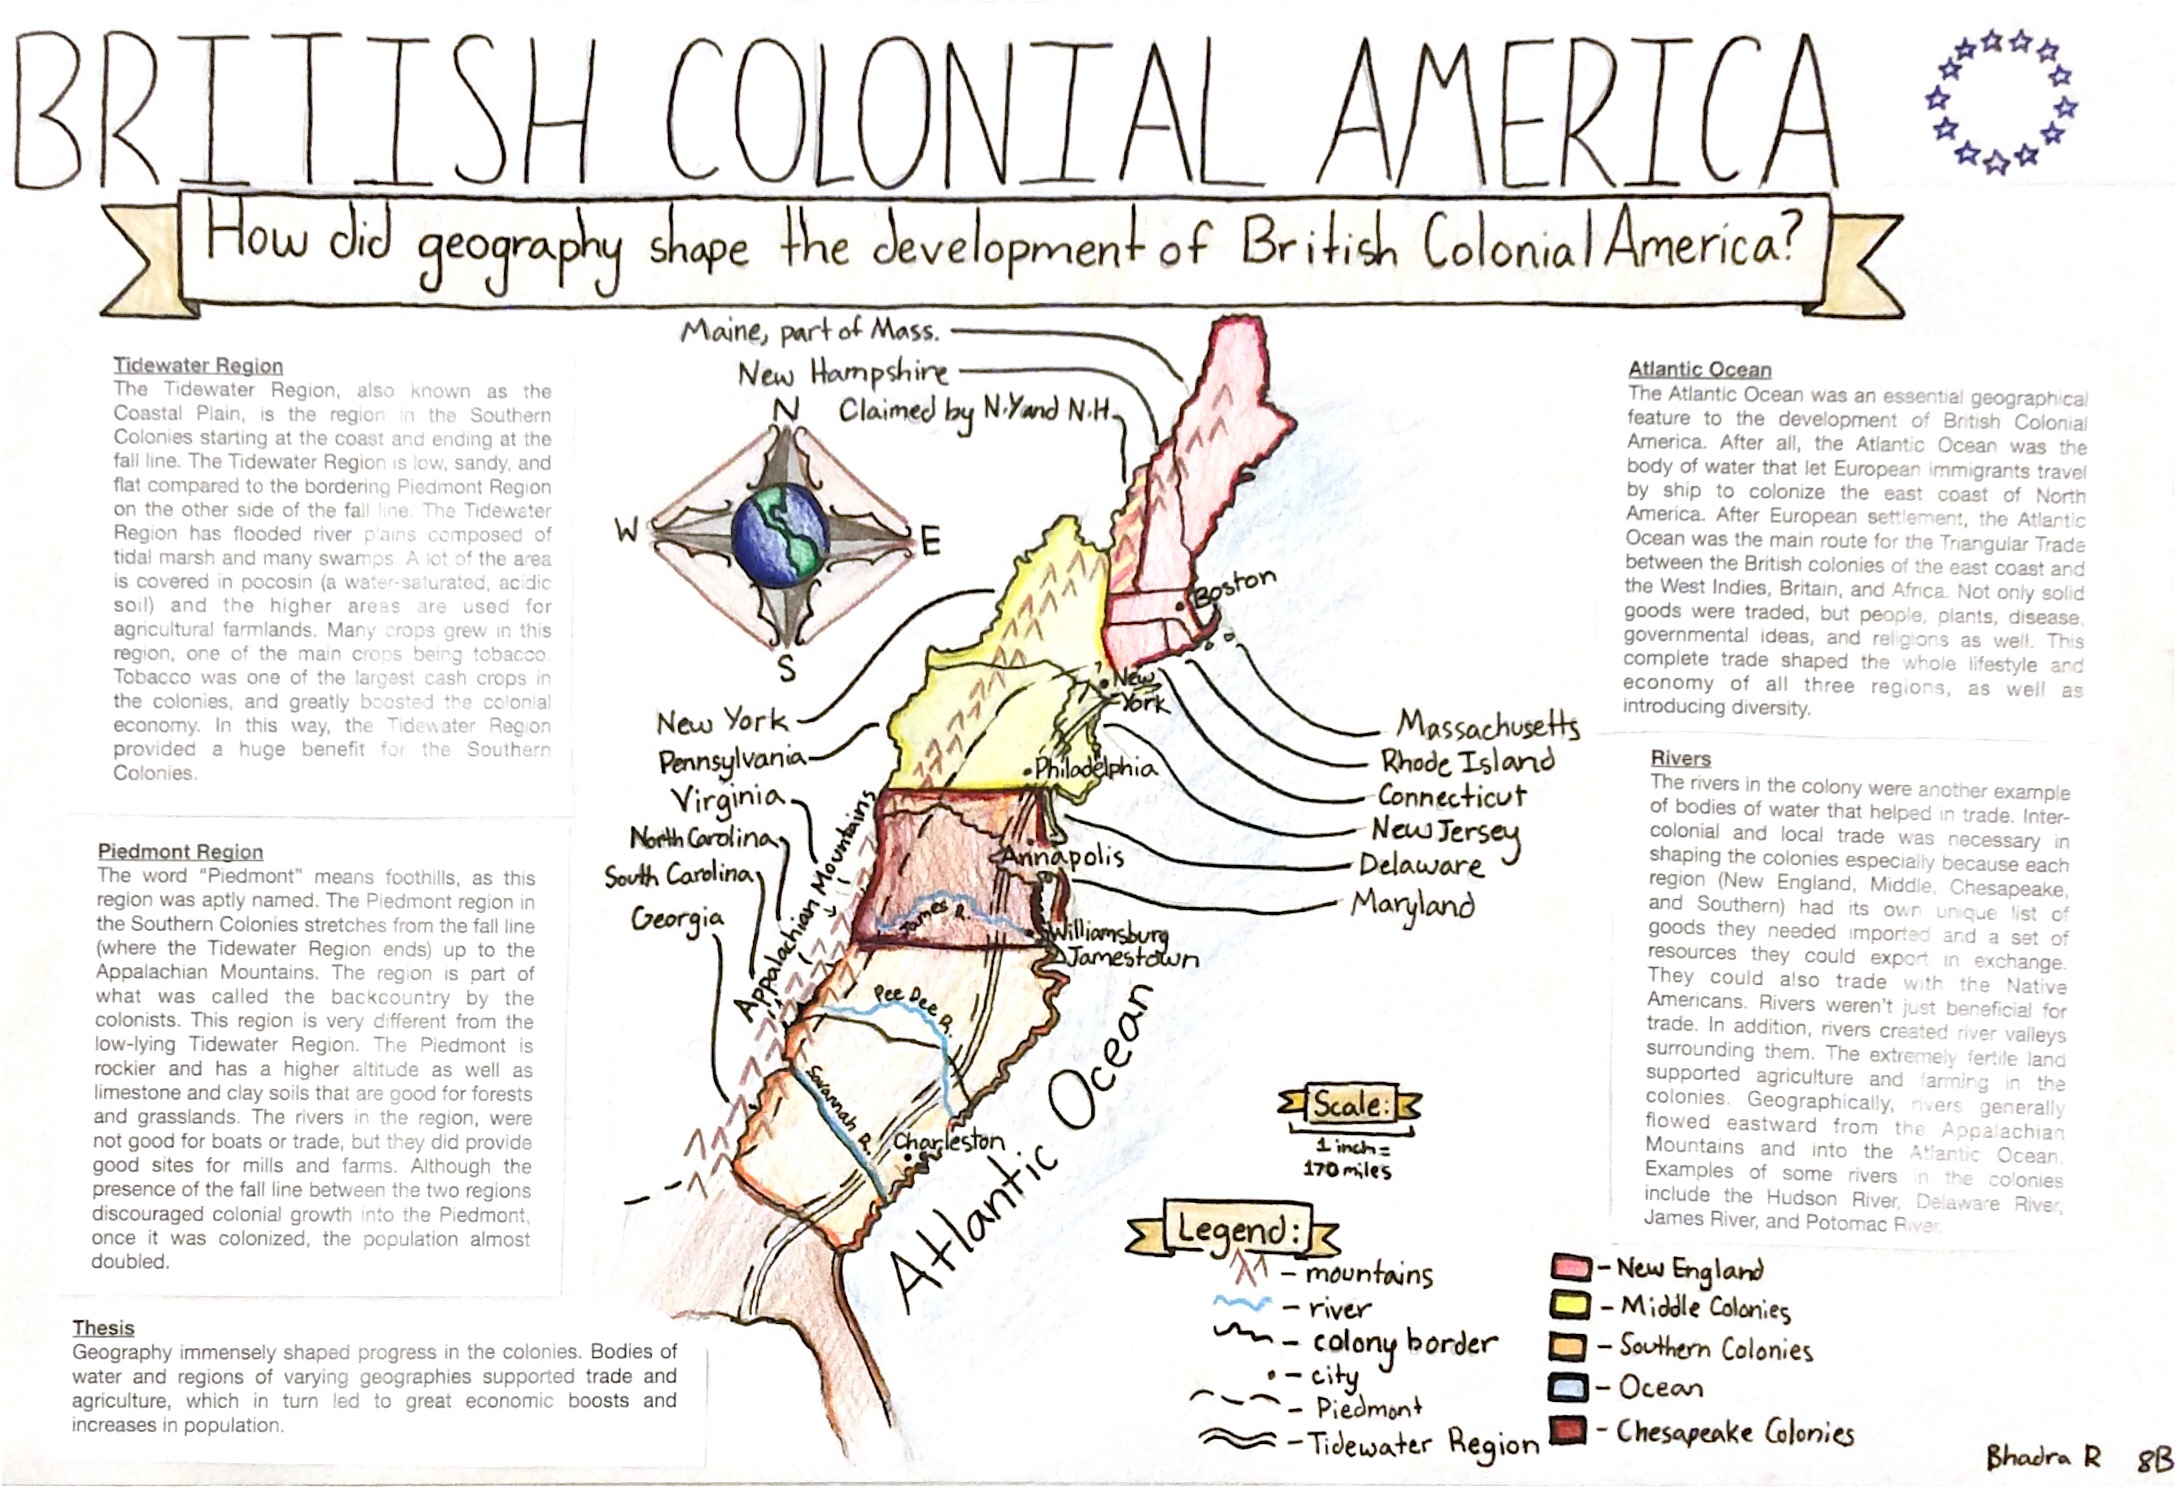 BRITISH COLONIAL AMERICA
How did geography shape the development of British Colonial America?
Tidewater Region
The Tidewater Region, also known as the
Coastal Plain, is the region in the Southern
Colonies starting at the coast and ending at the
fall line. The Tidewater Region is low, sandy, and
flat compared to the bordering Piedmont Region
on the other side of the fall line. The Tidewater
Region has flooded river plains composed of
tidal marsh and many swamps. A lot of the area
is covered in pocosin (a water-saturated, acidic
soil) and the higher areas are used for
agricultural farmlands. Many crops grew in this
region, one of the main crops being tobacco.
Tobacco was one of the largest cash crops in
the colonies, and greatly boosted the colonial
economy. In this way, the Tidewater Region
provided a huge benefit for the Southern
Colonies.
Piedmont Region
The word “Piedmont” means foothills, as this
region was aptly named. The Piedmont region in
the Southern Colonies stretches from the fall line
(where the Tidewater Region ends) up to the
Appalachian Mountains. The region is part of
what was called the backcountry by the
colonists. This region is very different from the
low-lying Tidewater Region. The Piedmont is
rockier and has a higher altitude as well as
limestone and clay soils that are good for forests
and grasslands. The rivers in the region, were
not good for boats or trade, but they did provide
good sites for mills and farms. Although the
presence of the fall line between the two regions
discouraged colonial growth into the Piedmont,
once it was colonized, the population almost
doubled.
Thesis
Geography immensely shaped progress in the colonies. Bodies of
water and regions of varying geographies supported trade and
agriculture, which in turn led to great economic boosts and
increases in population.
Maine, part of Mass.
New Hampshire
Claimed by N.Y and N.H.
N
W
E
S
Boston
New York
Pennsylvania
Virginia
North Carolina
South Carolina
Georgia
New
York
Philadelphia
Annapolis
James R.
Williamsburg
Jamestown
Appalachian Mountains
Pee Dee R.
Savannah R.
Charleston
Atlantic Ocean
Massachusetts
Rhode Island
Connecticut
New Jersey
Delaware
Maryland
Scale:
1 inch =
170 miles
Legend:
- mountains
- river
- colony border
- city
- Piedmont
- Tidewater Region
- New England
- Middle Colonies
- Southern Colonies
- Ocean
- Chesapeake Colonies
Atlantic Ocean
The Atlantic Ocean was an essential geographical
feature to the development of British Colonial
America. After all, the Atlantic Ocean was the
body of water that let European immigrants travel
by ship to colonize the east coast of North
America. After European settlement, the Atlantic
Ocean was the main route for the Triangular Trade
between the British colonies of the east coast and
the West Indies, Britain, and Africa. Not only solid
goods were traded, but people, plants, disease,
governmental ideas, and religions as well. This
complete trade shaped the whole lifestyle and
economy of all three regions, as well as
introducing diversity.
Rivers
The rivers in the colony were another example
of bodies of water that helped in trade. Inter-
colonial and local trade was necessary in
shaping the colonies especially because each
region (New England, Middle, Chesapeake,
and Southern) had its own unique list of
goods they needed imported and a set of
resources they could export in exchange.
They could also trade with the Native
Americans. Rivers weren't just beneficial for
trade. In addition, rivers created river valleys
surrounding them. The extremely fertile land
supported agriculture and farming in the
colonies. Geographically, rivers generally
flowed eastward from the Appalachian
Mountains and into the Atlantic Ocean.
Examples of some rivers in the colonies
include the Hudson River, Delaware River,
James River, and Potomac River.
Bhadra R 8B